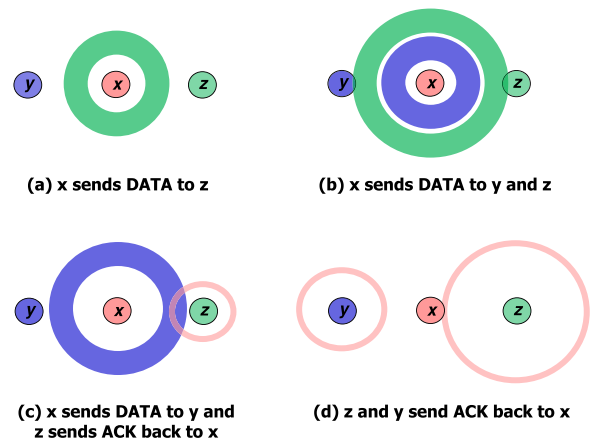 y x z
y x z
(a) x sends DATA to z
(b) x sends DATA to y and z
y x z
y x z
(c) x sends DATA to y and
z sends ACK back to x
(d) z and y send ACK back to x